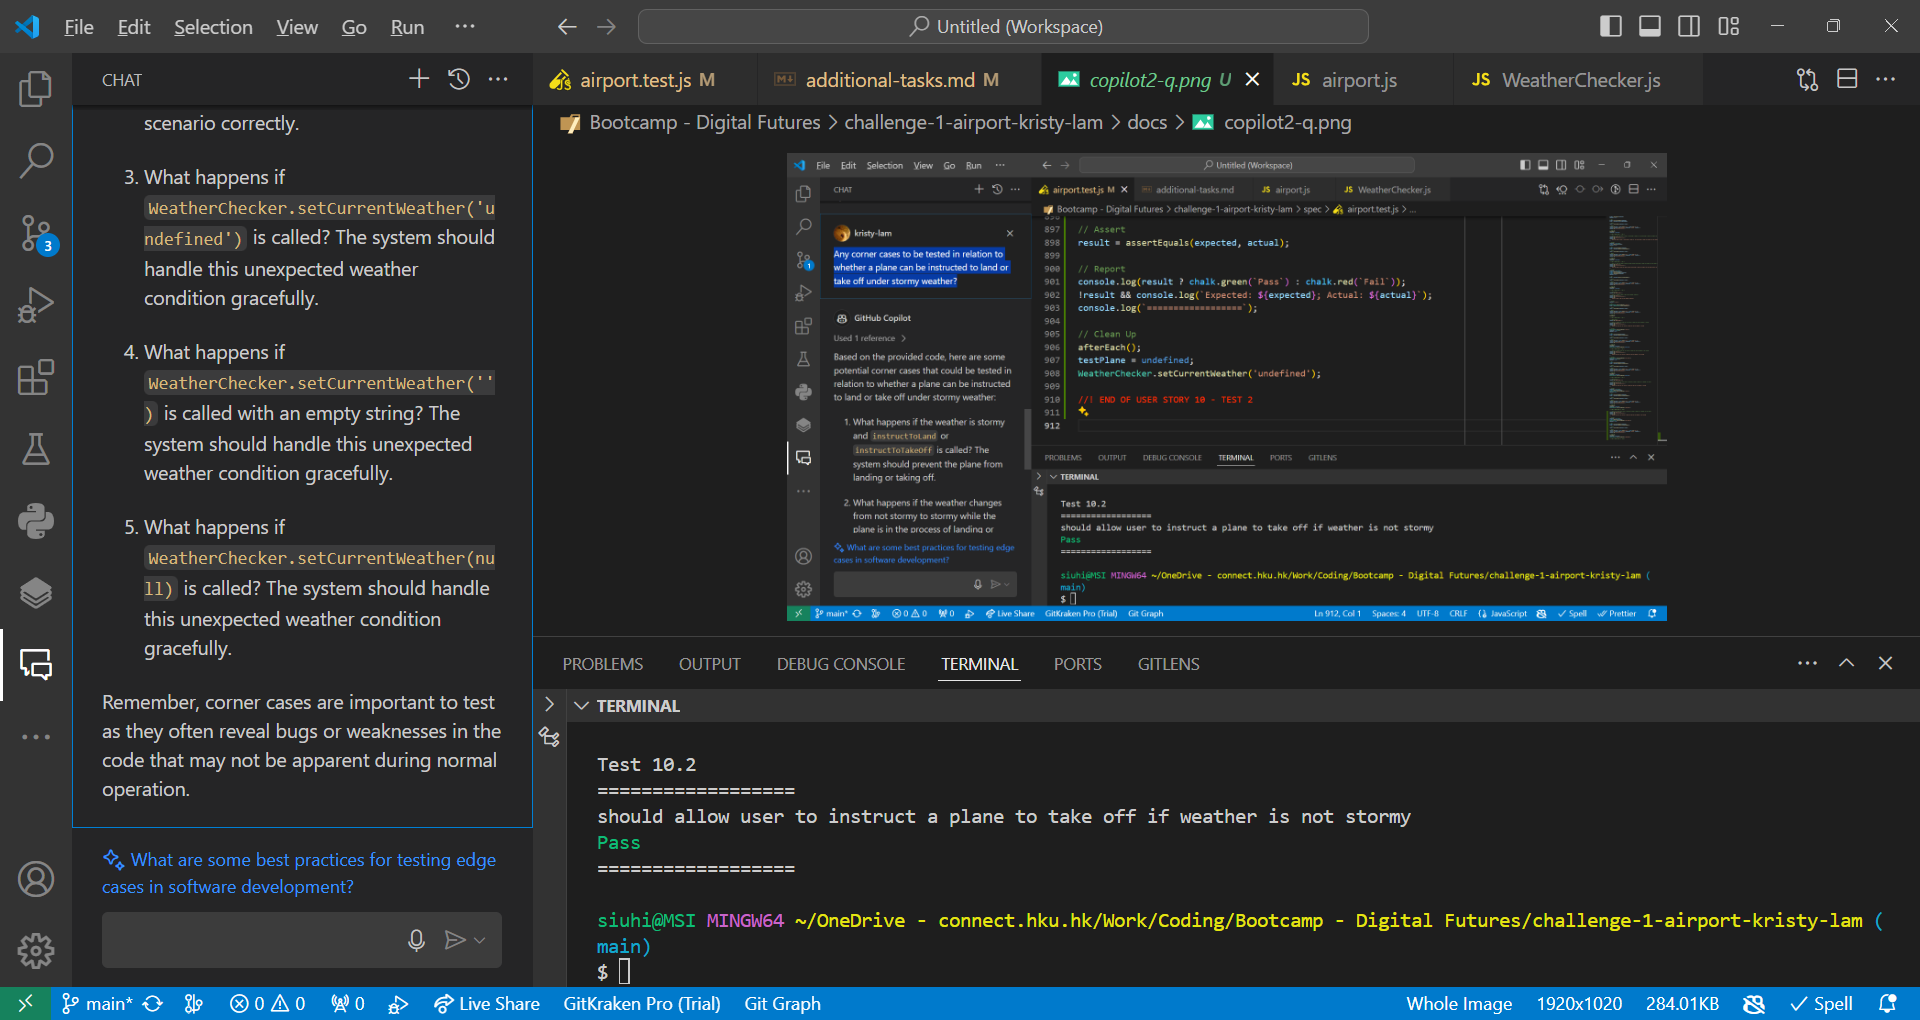 File Edit Selection View Go Run ···
Untitled (Workspace)
CHAT
scenario correctly.
3. What happens if
WeatherChecker.setCurrentWeather('u
ndefined') is called? The system should
handle this unexpected weather
condition gracefully.
4. What happens if
WeatherChecker.setCurrentWeather(''
) is called with an empty string? The
system should handle this unexpected
weather condition gracefully.
5. What happens if
WeatherChecker.setCurrentWeather(nu
ll) is called? The system should handle
this unexpected weather condition
gracefully.
Remember, corner cases are important to test
as they often reveal bugs or weaknesses in the
code that may not be apparent during normal
operation.
What are some best practices for testing edge
cases in software development?
3
airport.test.js M
additional-tasks.md M
copilot2-q.png U
JS airport.js
JS WeatherChecker.js
Bootcamp - Digital Futures > challenge-1-airport-kristy-lam > docs > copilot2-q.png
File Edit Selection View Go Run ···
Untitled (Workspace)
CHAT
kristy-lam
Any corner cases to be tested in relation to
whether a plane can be instructed to land or
take off under stormy weather?
GitHub Copilot
Used 1 reference >
Based on the provided code, here are some
potential corner cases that could be tested in
relation to whether a plane can be instructed
to land or take off under stormy weather:
1. What happens if the weather is stormy
and instructToLand or
instructToTakeOff is called? The
system should prevent the plane from
landing or taking off.
2. What happens if the weather changes
from not stormy to stormy while the
plane is in the process of landing or
What are some best practices for testing edge
cases in software development?
1
airport.test.js M
additional-tasks.md
JS airport.js
JS WeatherChecker.js
Bootcamp - Digital Futures > challenge-1-airport-kristy-lam > spec > airport.test.js > ...
897 // Assert
898 result = assertEquals(expected, actual);
899
900 // Report
901 console.log(result ? chalk.green(`Pass`) : chalk.red(`Fail`));
902 !result && console.log(`Expected: ${expected}; Actual: ${actual}`);
903 console.log(`==================`);
904
905 // Clean Up
906 afterEach();
907 testPlane = undefined;
908 WeatherChecker.setCurrentWeather('undefined');
909
910 //! END OF USER STORY 10 - TEST 2
911
912
PROBLEMS OUTPUT DEBUG CONSOLE TERMINAL PORTS GITLENS
TERMINAL
Test 10.2
==================
should allow user to instruct a plane to take off if weather is not stormy
Pass
==================
siuhi@MSI MINGW64 ~/OneDrive - connect.hku.hk/Work/Coding/Bootcamp - Digital Futures/challenge-1-airport-kristy-lam (
main)
$
main* 0 0 0 Live Share GitKraken Pro (Trial) Git Graph Ln 912, Col 1 Spaces: 4 UTF-8 CRLF JavaScript Spell Prettier
PROBLEMS OUTPUT DEBUG CONSOLE TERMINAL PORTS GITLENS
TERMINAL
Test 10.2
==================
should allow user to instruct a plane to take off if weather is not stormy
Pass
==================
siuhi@MSI MINGW64 ~/OneDrive - connect.hku.hk/Work/Coding/Bootcamp - Digital Futures/challenge-1-airport-kristy-lam (
main)
$
main* 0 0 0 Live Share GitKraken Pro (Trial) Git Graph Whole Image 1920x1020 284.01KB Spell